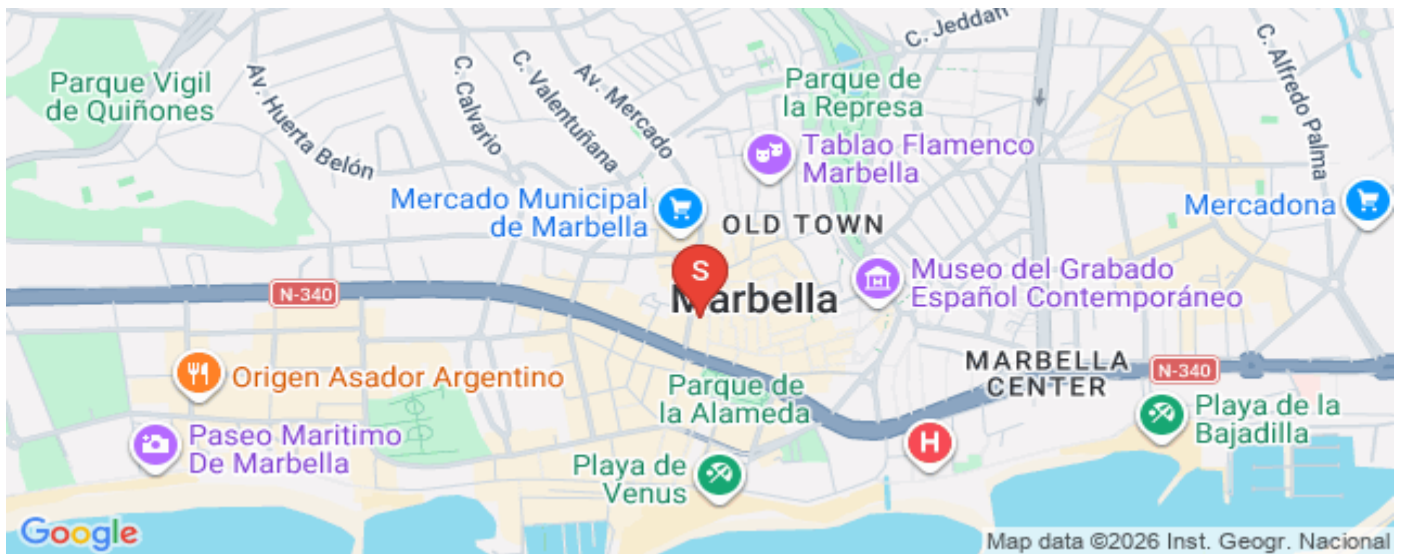 C. Jeddah
Parque Vigil
de Quiñones
Av. Huerta Belón
C. Calvario
C. Valentuñana
Av. Mercado
Parque de
la Represa
C. Alfredo Palma
Tablao Flamenco
Marbella
Mercado Municipal
de Marbella
OLD TOWN
Mercadona
S
Marbella
Museo del Grabado
Español Contemporáneo
N-340
MARBELLA
CENTER
N-340
Origen Asador Argentino
Parque de
la Alameda
Paseo Maritimo
De Marbella
H
Playa de la
Bajadilla
Playa de
Venus
Google
Map data ©2026 Inst. Geogr. Nacional